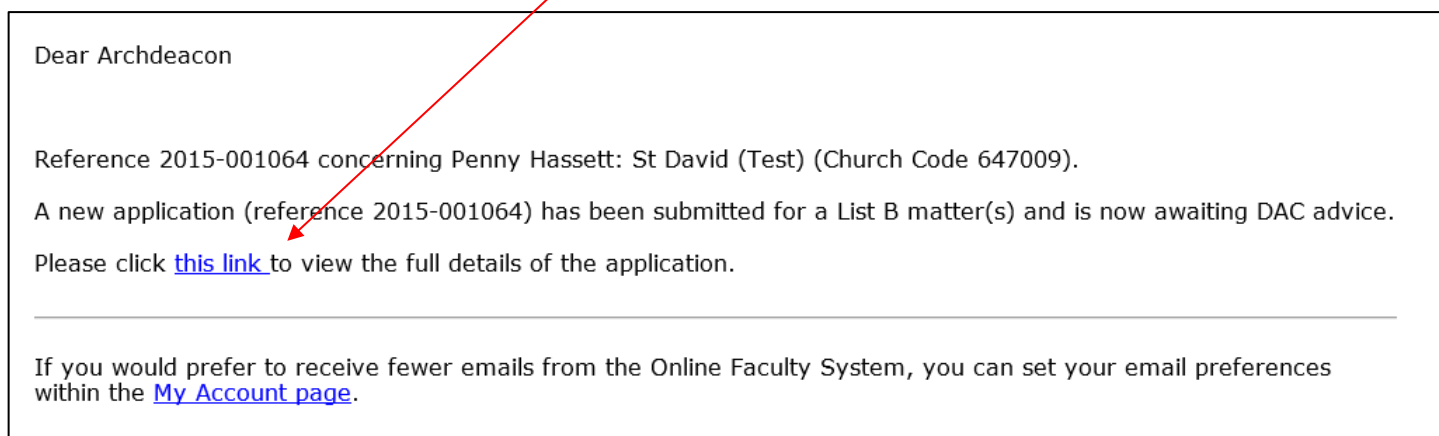 Dear Archdeacon
Reference 2015-001064 concerning Penny Hassett: St David (Test) (Church Code 647009).
A new application (reference 2015-001064) has been submitted for a List B matter(s) and is now awaiting DAC advice.
Please click this link to view the full details of the application.
If you would prefer to receive fewer emails from the Online Faculty System, you can set your email preferences
within the My Account page.